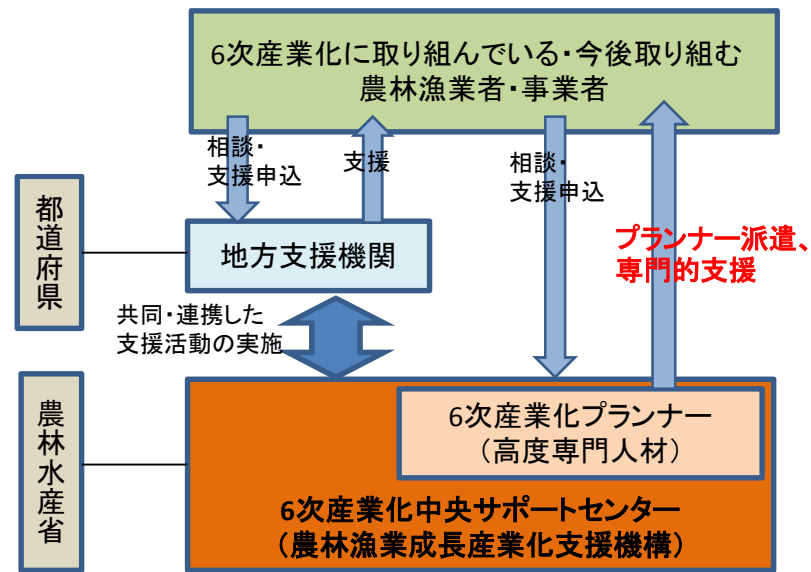 6次産業化に取り組んでいる・今後取り組む
農林漁業者・事業者
相談・
支援申込
支援
相談・
支援申込
プランナー派遣、
専門的支援
都道府県
地方支援機関
共同・連携した
支援活動の実施
農林水産省
6次産業化プランナー
（高度専門人材）
6次産業化中央サポートセンター
（農林漁業成長産業化支援機構）